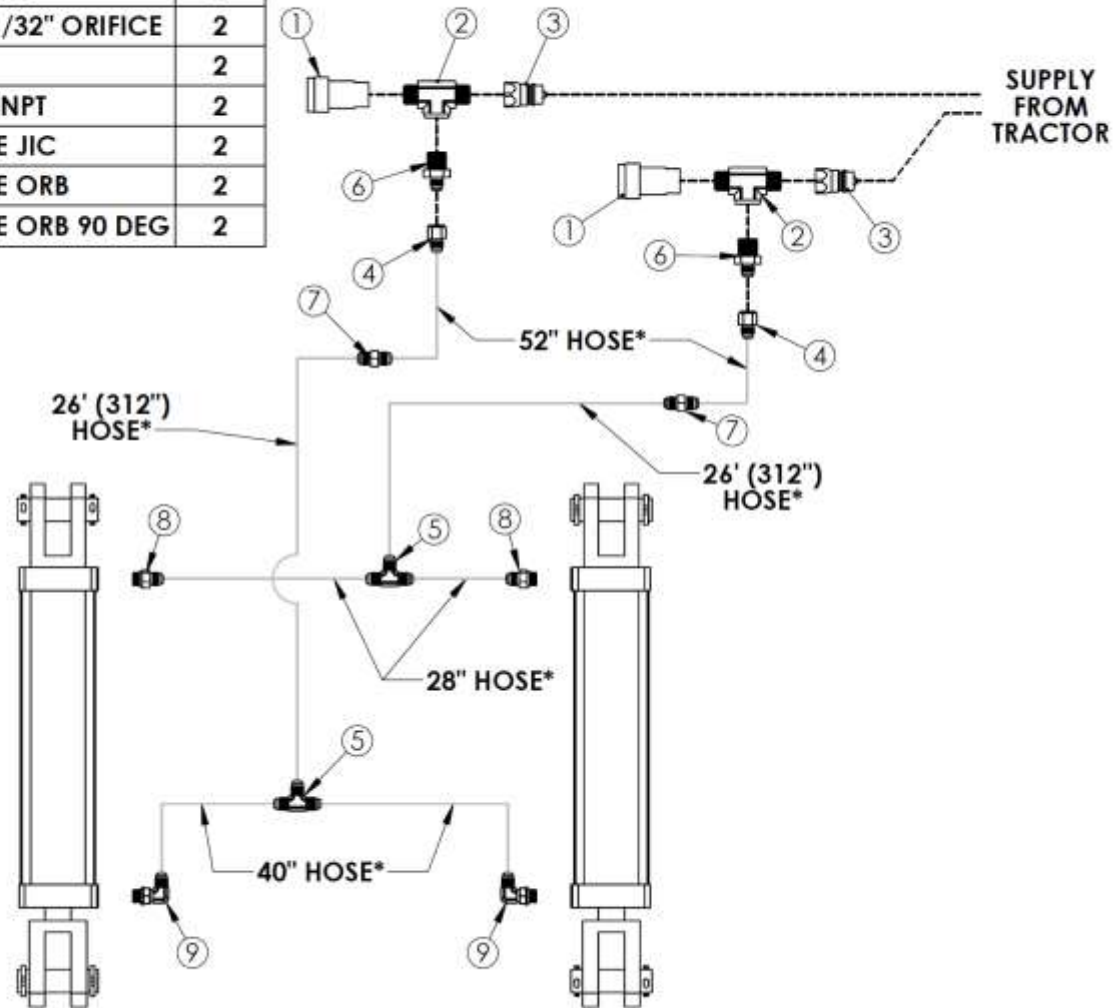 /32" ORIFICE 2
2
NPT 2
E JIC 2
E ORB 2
E ORB 90 DEG 2
1
2
3
SUPPLY
FROM
TRACTOR
6
1
2
3
4
6
7
52" HOSE*
4
26' (312")
HOSE*
7
26' (312")
HOSE*
8
5
8
28" HOSE*
5
40" HOSE*
9
9